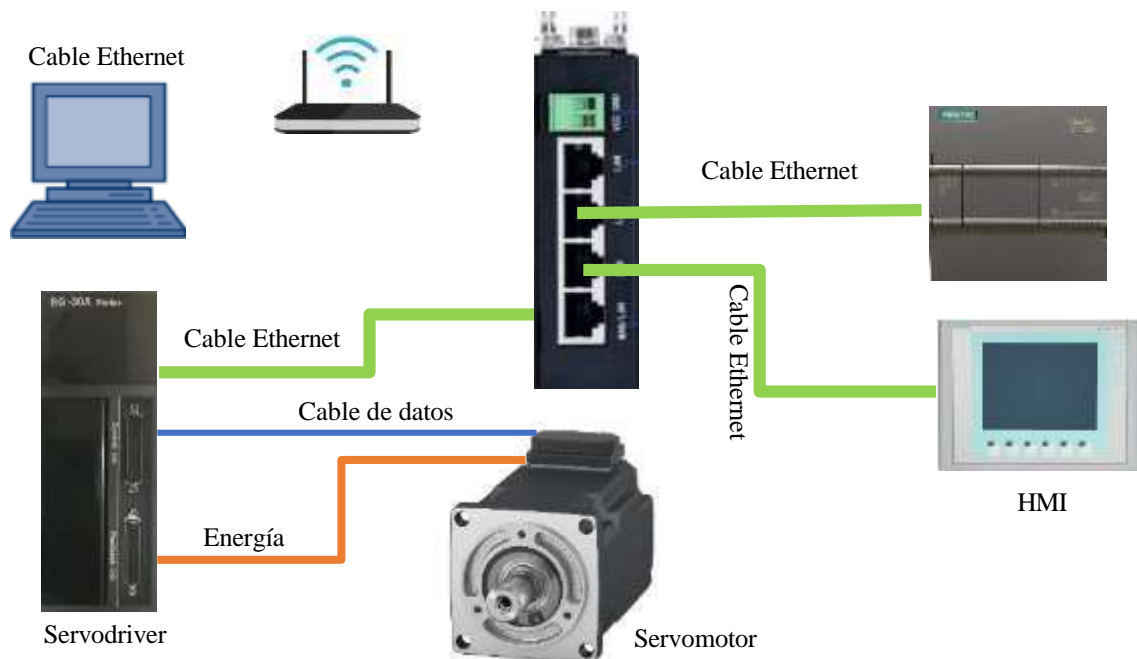 Cable Ethernet
Cable Ethernet
Cable Ethernet
Cable Ethernet
Cable de datos
HMI
Energía
Servodriver
Servomotor